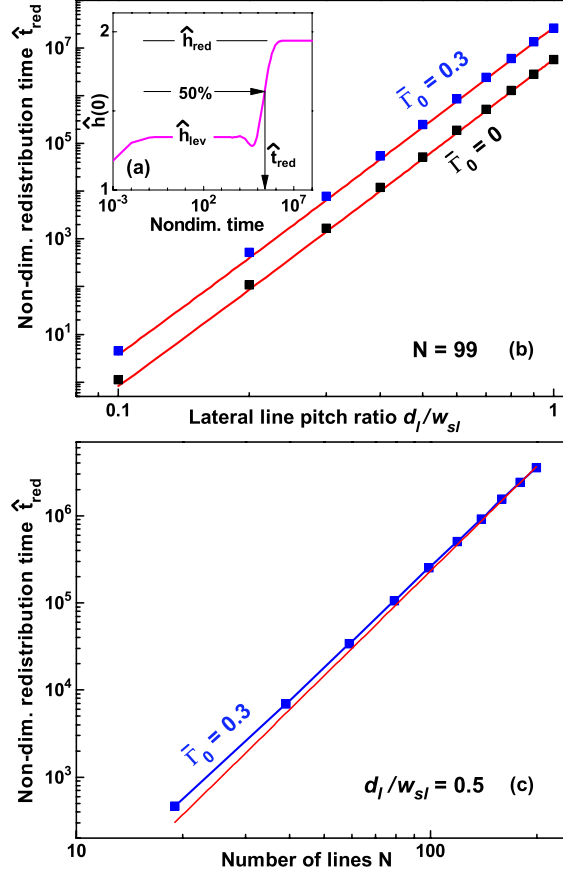 Non-dim. redistribution time t̂_red
10^7
10^5
10^3
10^1
2
ĥ(0)
1
ĥ_red
50%
ĥ_lev
t̂_red
(a)
10^-3
10^2
10^7
Nondim. time
Γ̄_0 = 0.3
Γ̄_0 = 0
N = 99 (b)
0.1
1
Lateral line pitch ratio d_l/w_sl
Non-dim. redistribution time t̂_red
10^6
10^5
10^4
10^3
Γ̄_0 = 0.3
d_l/w_sl = 0.5 (c)
10
100
Number of lines N